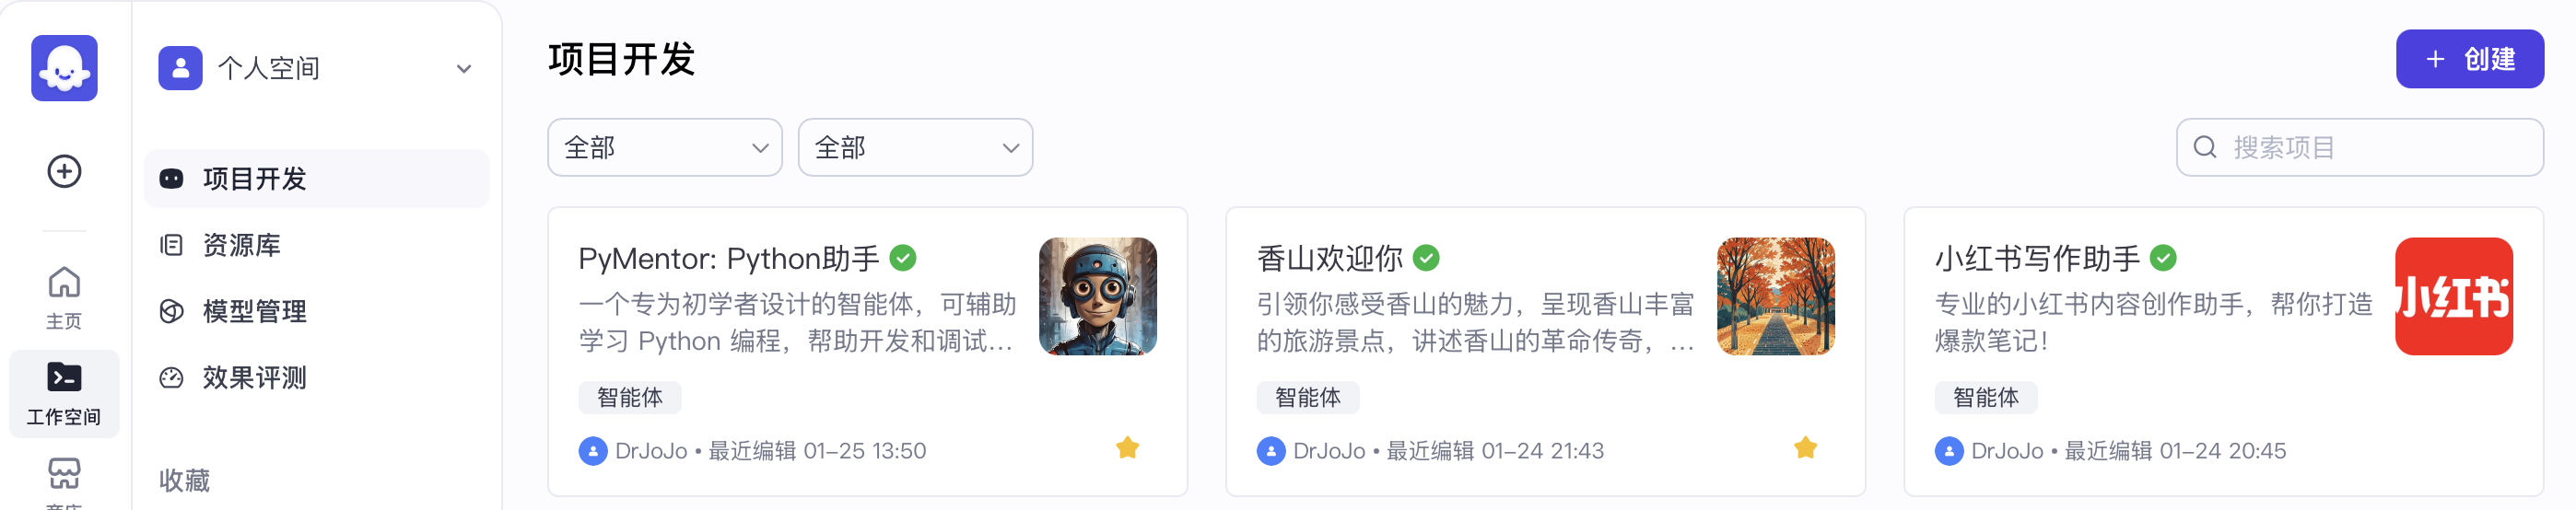 个人空间
项目开发
资源库
模型管理
效果评测
收藏
主页
工作空间
项目开发
+ 创建
全部
全部
搜索项目
PyMentor: Python助手
一个专为初学者设计的智能体，可辅助
学习 Python 编程，帮助开发和调试...
智能体
DrJoJo • 最近编辑 01-25 13:50
香山欢迎你
引领你感受香山的魅力，呈现香山丰富
的旅游景点，讲述香山的革命传奇，...
智能体
DrJoJo • 最近编辑 01-24 21:43
小红书写作助手
专业的小红书内容创作助手，帮你打造
爆款笔记！
小红书
智能体
DrJoJo • 最近编辑 01-24 20:45